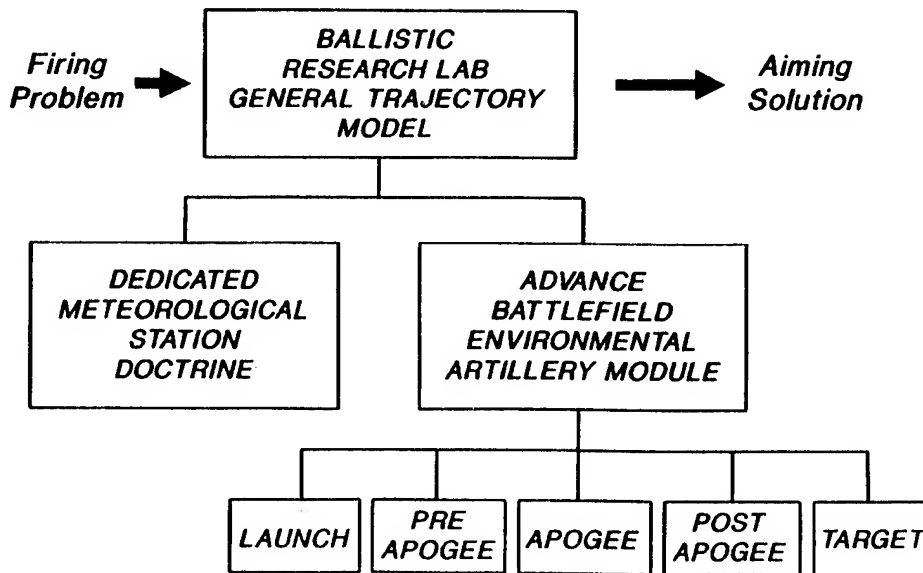 Firing
Problem
BALLISTIC
RESEARCH LAB
GENERAL TRAJECTORY
MODEL
Aiming
Solution
DEDICATED
METEOROLOGICAL
STATION
DOCTRINE
ADVANCE
BATTLEFIELD
ENVIRONMENTAL
ARTILLERY MODULE
LAUNCH
PRE
APOGEE
APOGEE
POST
APOGEE
TARGET